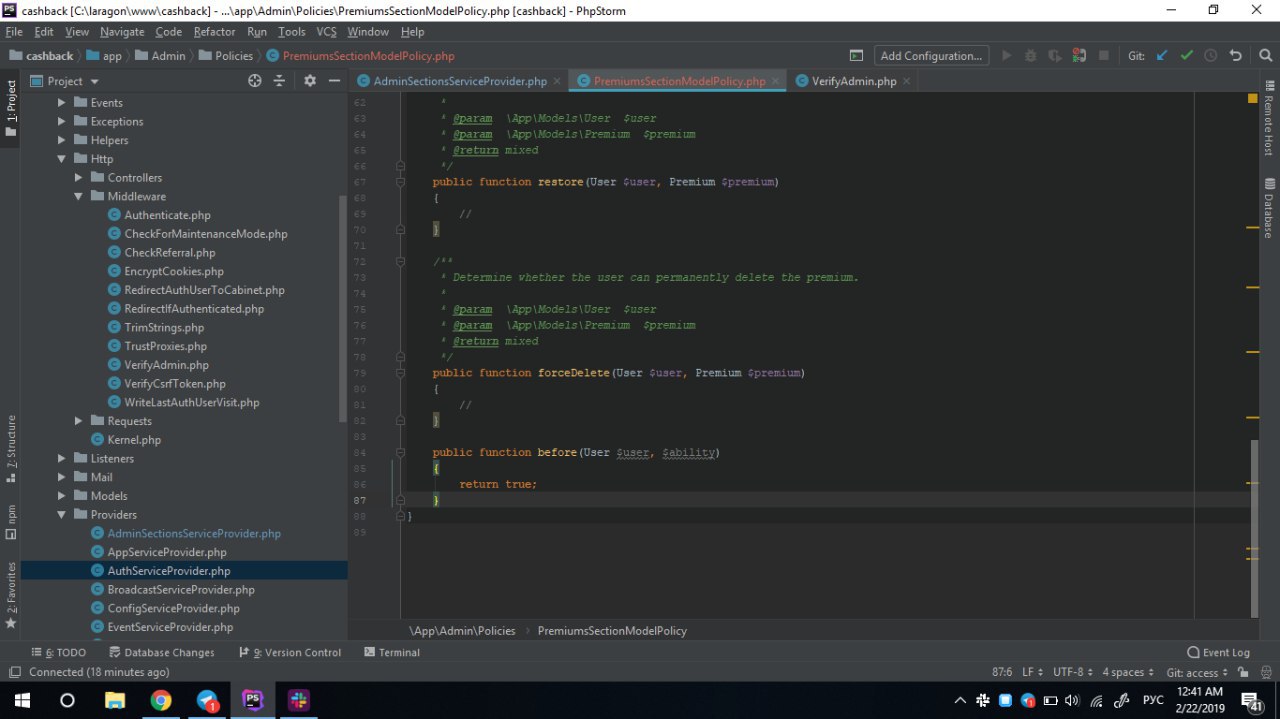 cashback [C:\laragon\www\cashback] - ...\app\Admin\Policies\PremiumsSectionModelPolicy.php [cashback] - PhpStorm
File Edit View Navigate Code Refactor Run Tools VCS Window Help
cashback app Admin Policies PremiumsSectionModelPolicy.php Add Configuration... Git:
Project AdminSectionsServiceProvider.php PremiumsSectionModelPolicy.php VerifyAdmin.php
1: Project
7: Structure
npm
2: Favorites
Events
Exceptions
Helpers
Http
Controllers
Middleware
Authenticate.php
CheckForMaintenanceMode.php
CheckReferral.php
EncryptCookies.php
RedirectAuthUserToCabinet.php
RedirectIfAuthenticated.php
TrimStrings.php
TrustProxies.php
VerifyAdmin.php
VerifyCsrfToken.php
WriteLastAuthUserVisit.php
Requests
Kernel.php
Listeners
Mail
Models
Providers
AdminSectionsServiceProvider.php
AppServiceProvider.php
AuthServiceProvider.php
BroadcastServiceProvider.php
ConfigServiceProvider.php
EventServiceProvider.php
62 *
63 * @param \App\Models\User $user
64 * @param \App\Models\Premium $premium
65 * @return mixed
66 */
67 public function restore(User $user, Premium $premium)
68 {
69 //
70 }
71
72 /**
73 * Determine whether the user can permanently delete the premium.
74 *
75 * @param \App\Models\User $user
76 * @param \App\Models\Premium $premium
77 * @return mixed
78 */
79 public function forceDelete(User $user, Premium $premium)
80 {
81 //
82 }
83
84 public function before(User $user, $ability)
85 {
86 return true;
87 }
88 }
89
Remote Host
Database
\App\Admin\Policies PremiumsSectionModelPolicy
6: TODO Database Changes 9: Version Control Terminal Event Log
Connected (18 minutes ago) 87:6 LF UTF-8 4 spaces Git: access
1 PS 1 РУС 12:41 AM
2/22/2019 41